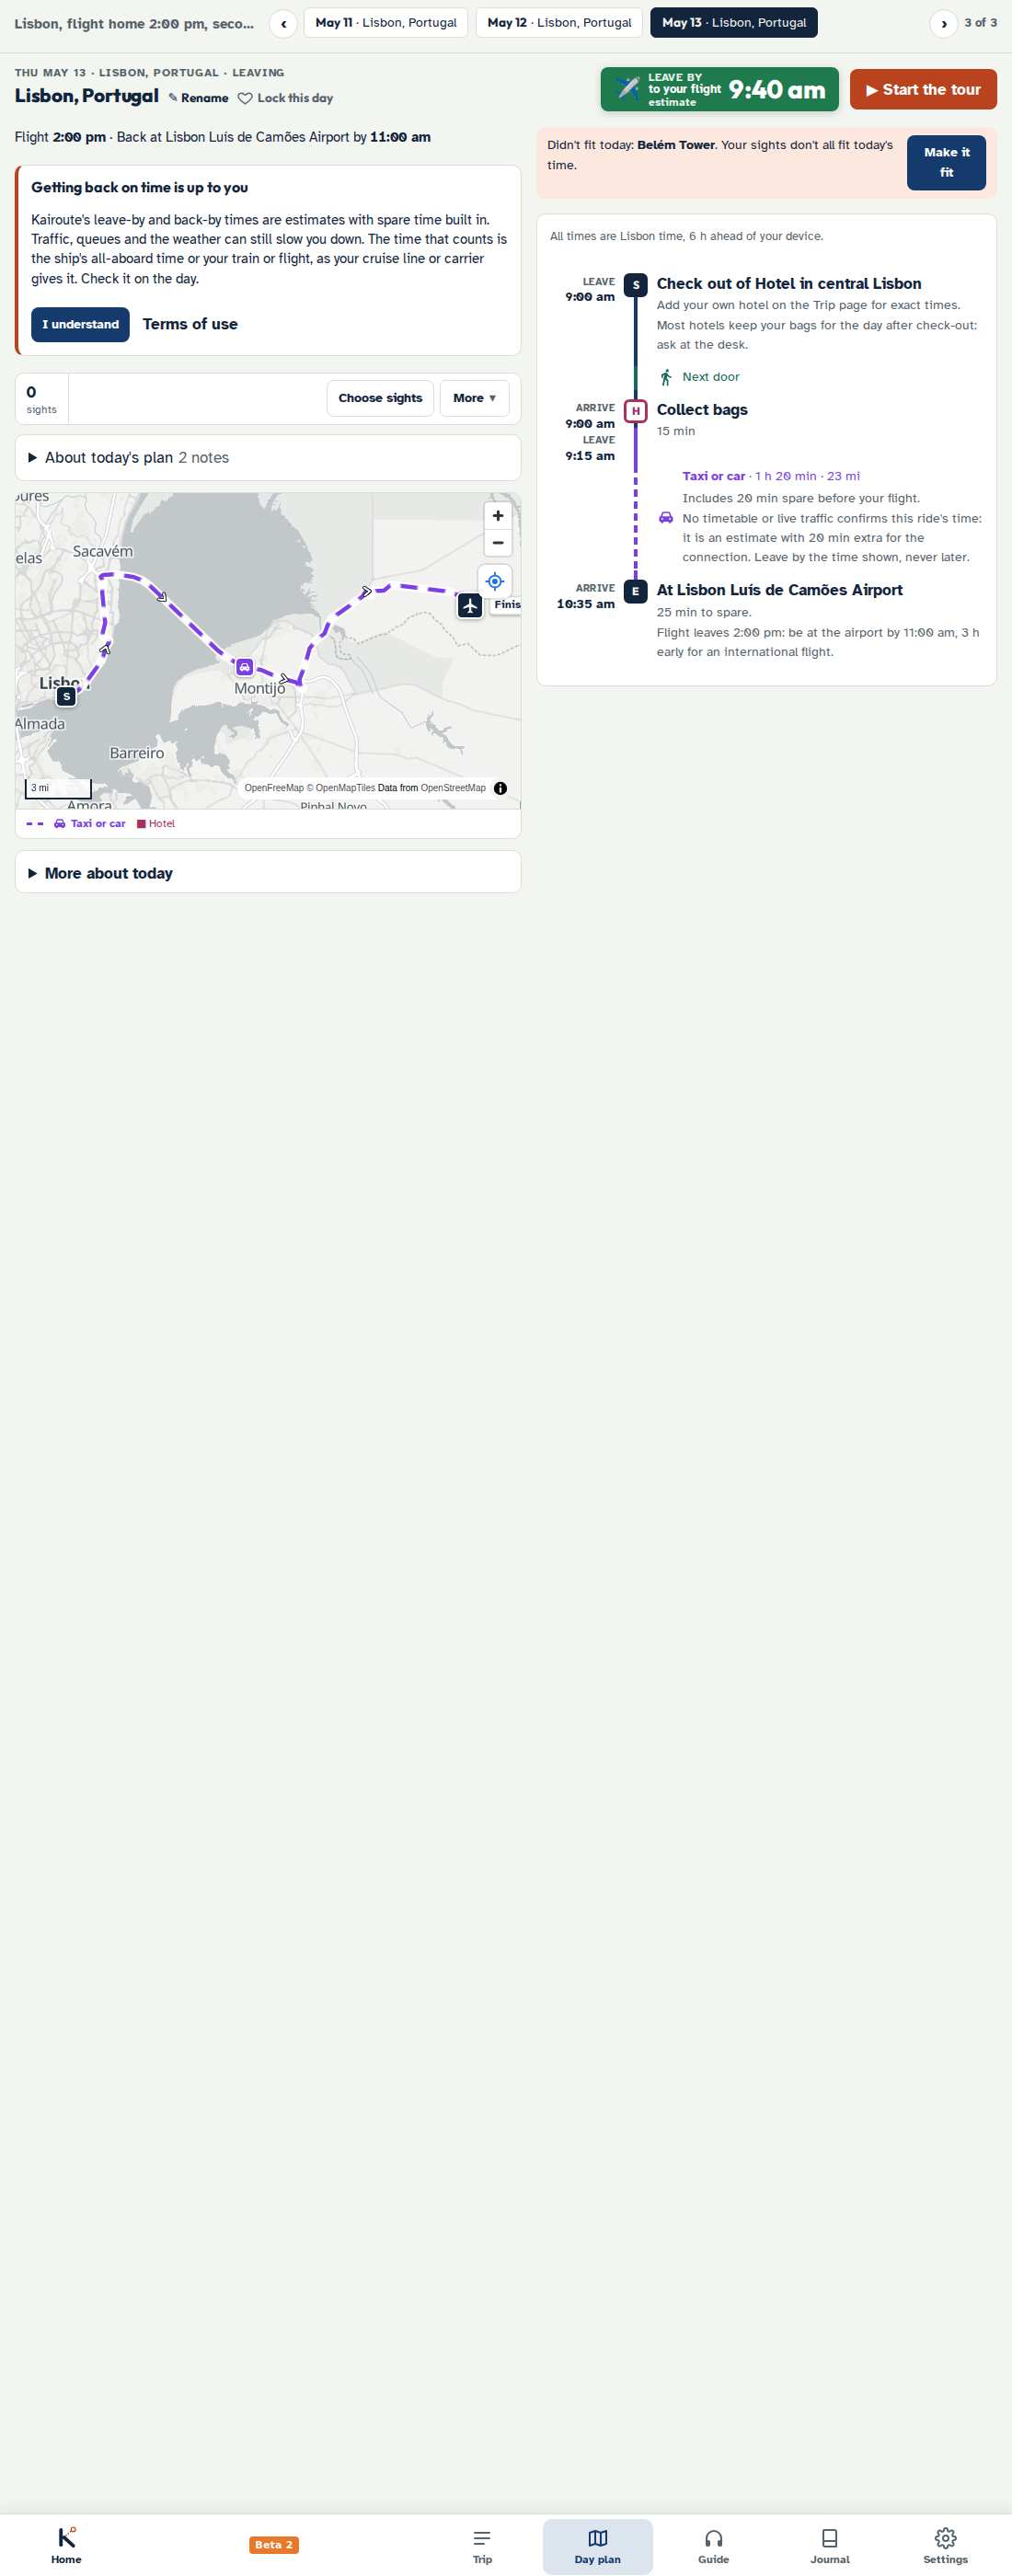 Lisbon, flight home 2:00 pm, seco...
‹
May 11 · Lisbon, Portugal
May 12 · Lisbon, Portugal
May 13 · Lisbon, Portugal
›
3 of 3
THU MAY 13 · LISBON, PORTUGAL · LEAVING
Lisbon, Portugal
✎ Rename
Lock this day
LEAVE BY
to your flight
estimate
9:40 am
▶ Start the tour
Flight 2:00 pm · Back at Lisbon Luís de Camões Airport by 11:00 am
Getting back on time is up to you
Kairoute's leave-by and back-by times are estimates with spare time built in.
Traffic, queues and the weather can still slow you down. The time that counts is
the ship's all-aboard time or your train or flight, as your cruise line or carrier
gives it. Check it on the day.
I understand
Terms of use
0
sights
Choose sights
More ▼
▶ About today's plan 2 notes
Sacavém
elas
Lisbo
S
Almada
Montijo
Barreiro
Amora
Pinhal Novo
Finis
+
−
3 mi
OpenFreeMap © OpenMapTiles Data from OpenStreetMap
Taxi or car
Hotel
▶ More about today
Didn't fit today: Belém Tower. Your sights don't all fit today's
time.
Make it
fit
All times are Lisbon time, 6 h ahead of your device.
LEAVE
9:00 am
S
Check out of Hotel in central Lisbon
Add your own hotel on the Trip page for exact times.
Most hotels keep your bags for the day after check-out:
ask at the desk.
Next door
ARRIVE
9:00 am
LEAVE
9:15 am
H
Collect bags
15 min
Taxi or car · 1 h 20 min · 23 mi
Includes 20 min spare before your flight.
No timetable or live traffic confirms this ride's time:
it is an estimate with 20 min extra for the
connection. Leave by the time shown, never later.
ARRIVE
10:35 am
E
At Lisbon Luís de Camões Airport
25 min to spare.
Flight leaves 2:00 pm: be at the airport by 11:00 am, 3 h
early for an international flight.
Home
Beta 2
Trip
Day plan
Guide
Journal
Settings